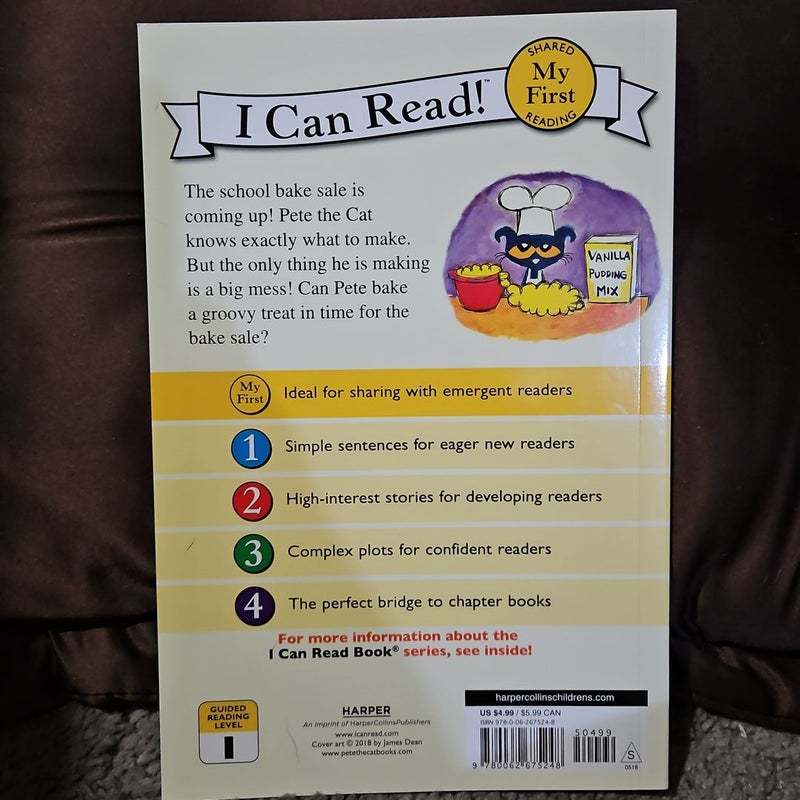 I Can Read!™
SHARED
My
First
READING
The school bake sale is
coming up! Pete the Cat
knows exactly what to make.
But the only thing he is making
is a big mess! Can Pete bake
a groovy treat in time for the
bake sale?
VANILLA
PUDDING
MIX
My
First
Ideal for sharing with emergent readers
1 Simple sentences for eager new readers
2 High-interest stories for developing readers
3 Complex plots for confident readers
4 The perfect bridge to chapter books
For more information about the
I Can Read Book® series, see inside!
GUIDED
READING
LEVEL
I
HARPER
An Imprint of HarperCollinsPublishers
www.icanread.com
Cover art © 2018 by James Dean
www.petethecatbooks.com
harpercollinschildrens.com
US $4.99 / $5.99 CAN
ISBN 978-0-06-267524-8
50499
9 780062 675248
S
0518